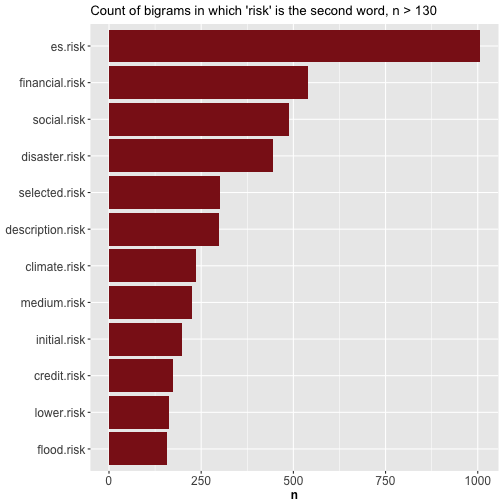 Count of bigrams in which 'risk' is the second word, n > 130
es.risk
financial.risk
social.risk
disaster.risk
selected.risk
description.risk
climate.risk
medium.risk
initial.risk
credit.risk
lower.risk
flood.risk
0 250 500 750 1000
n